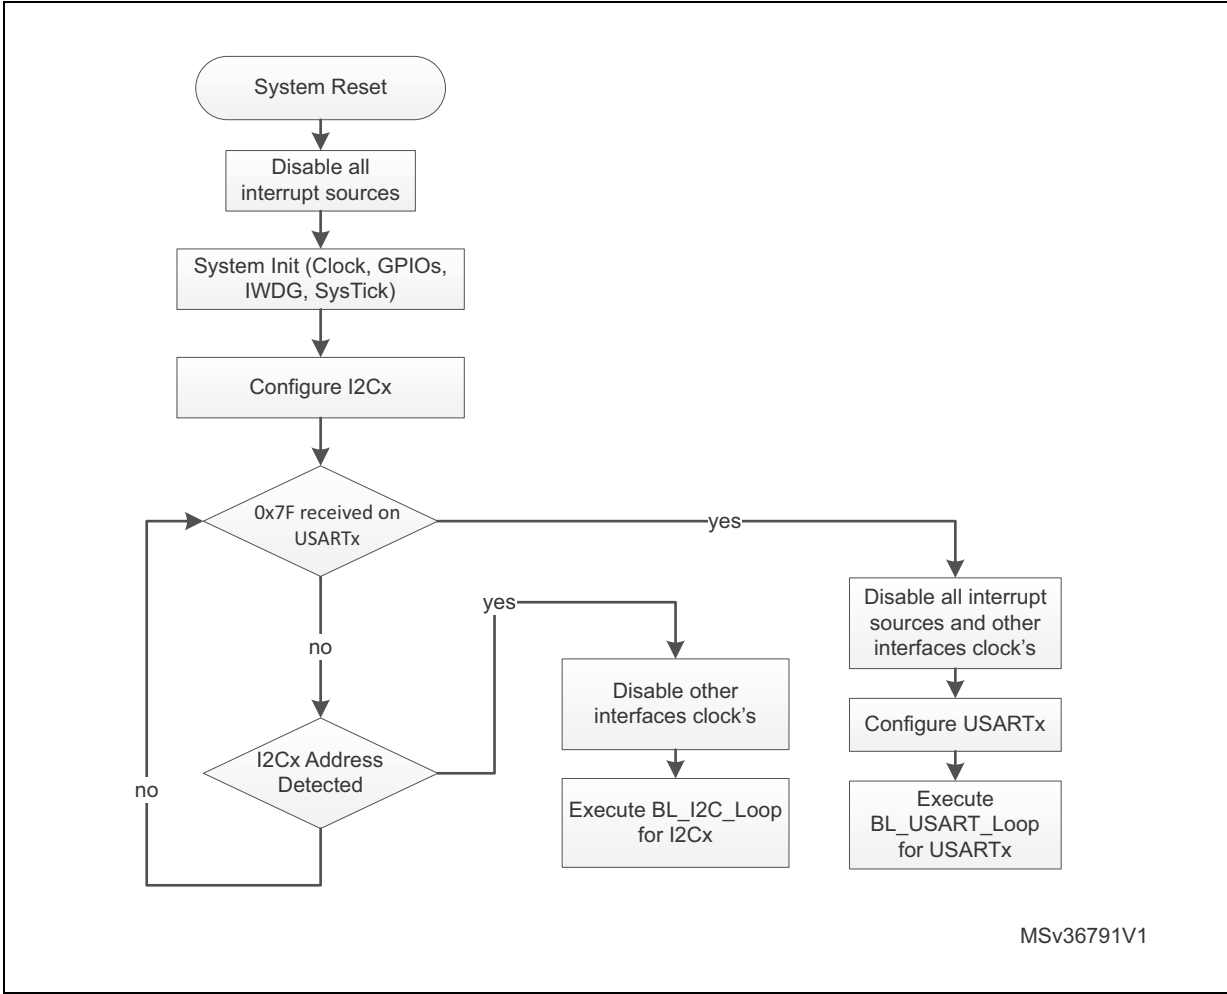 System Reset
Disable all
interrupt sources
System Init (Clock, GPIOs,
IWDG, SysTick)
Configure I2Cx
0x7F received on
USARTx
yes
no
I2Cx Address
Detected
no
yes
Disable other
interfaces clock’s
Execute BL_I2C_Loop
for I2Cx
Disable all interrupt
sources and other
interfaces clock’s
Configure USARTx
Execute
BL_USART_Loop
for USARTx
MSv36791V1